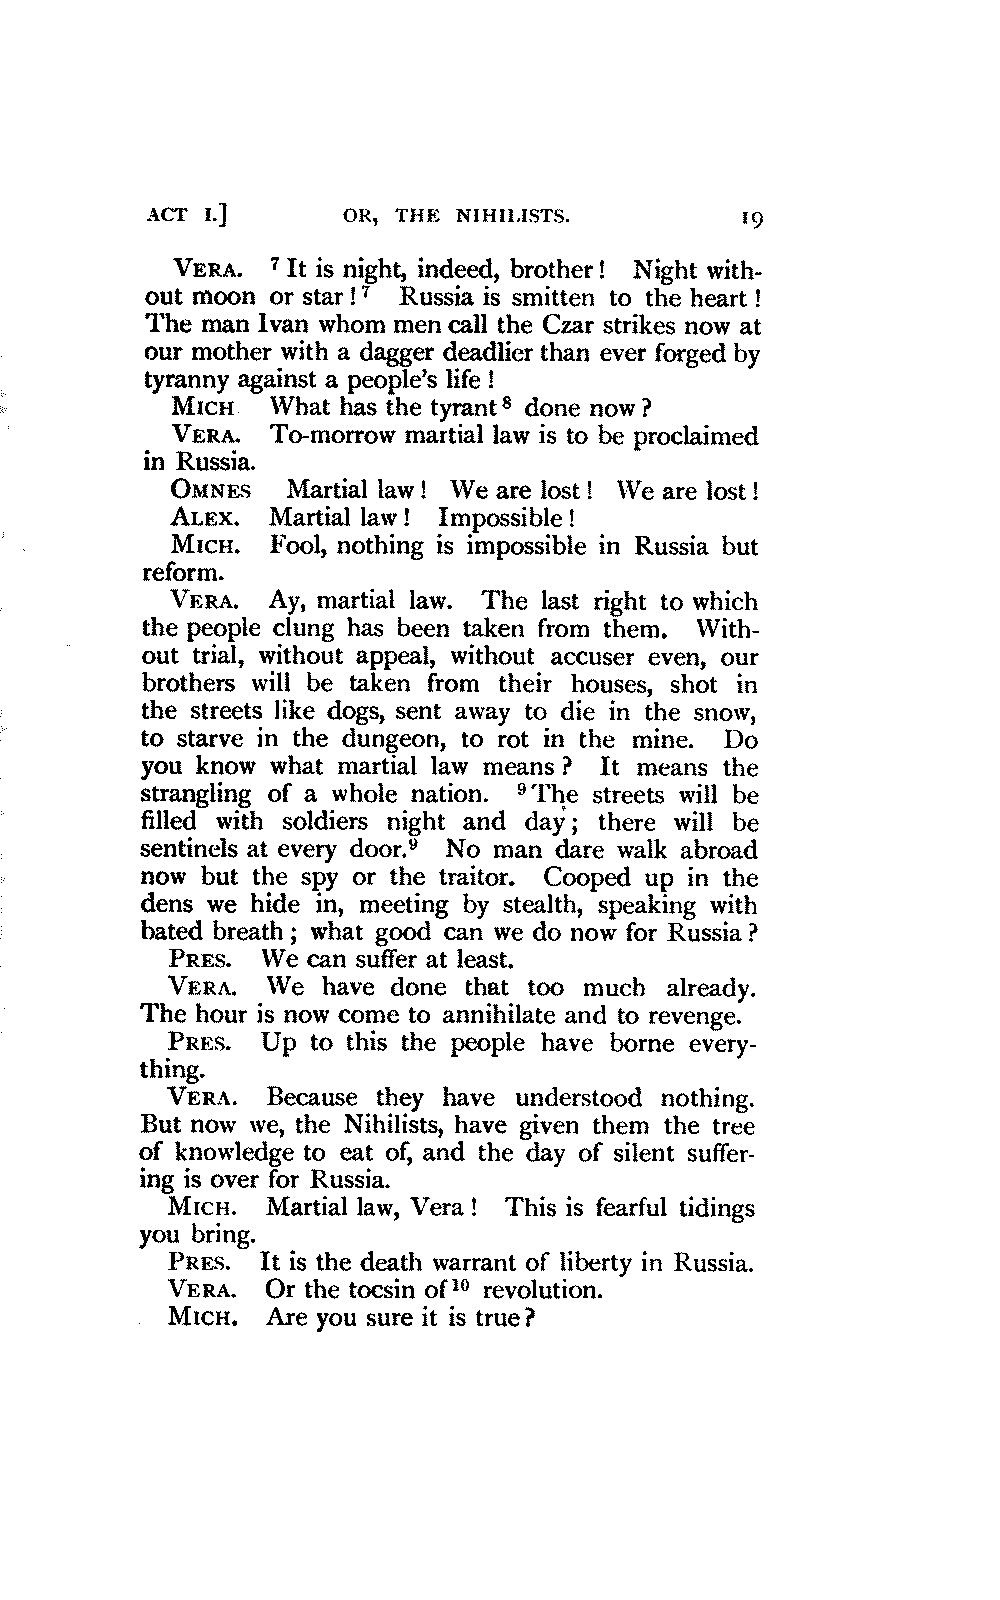 ACT I.] OR, THE NIHILISTS. 19
VERA. ⁷ It is night, indeed, brother! Night with-
out moon or star!⁷ Russia is smitten to the heart!
The man Ivan whom men call the Czar strikes now at
our mother with a dagger deadlier than ever forged by
tyranny against a people's life!
MICH What has the tyrant⁸ done now?
VERA. To-morrow martial law is to be proclaimed
in Russia.
OMNES Martial law! We are lost! We are lost!
ALEX. Martial law! Impossible!
MICH. Fool, nothing is impossible in Russia but
reform.
VERA. Ay, martial law. The last right to which
the people clung has been taken from them. With-
out trial, without appeal, without accuser even, our
brothers will be taken from their houses, shot in
the streets like dogs, sent away to die in the snow,
to starve in the dungeon, to rot in the mine. Do
you know what martial law means? It means the
strangling of a whole nation. ⁹ The streets will be
filled with soldiers night and day; there will be
sentinels at every door.⁹ No man dare walk abroad
now but the spy or the traitor. Cooped up in the
dens we hide in, meeting by stealth, speaking with
bated breath; what good can we do now for Russia?
PRES. We can suffer at least.
VERA. We have done that too much already.
The hour is now come to annihilate and to revenge.
PRES. Up to this the people have borne every-
thing.
VERA. Because they have understood nothing.
But now we, the Nihilists, have given them the tree
of knowledge to eat of, and the day of silent suffer-
ing is over for Russia.
MICH. Martial law, Vera! This is fearful tidings
you bring.
PRES. It is the death warrant of liberty in Russia.
VERA. Or the tocsin of¹⁰ revolution.
MICH. Are you sure it is true?